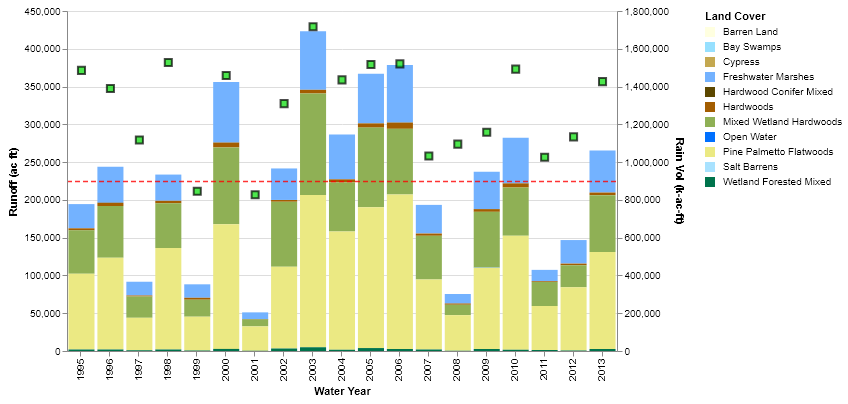 450,000
400,000
350,000
300,000
250,000
200,000
150,000
100,000
50,000
0
Runoff (ac ft)
1,800,000
1,600,000
1,400,000
1,200,000
1,000,000
800,000
600,000
400,000
200,000
0
Rain Vol (k-ac-ft)
1995
1996
1997
1998
1999
2000
2001
2002
2003
2004
2005
2006
2007
2008
2009
2010
2011
2012
2013
Water Year
Land Cover
Barren Land
Bay Swamps
Cypress
Freshwater Marshes
Hardwood Conifer Mixed
Hardwoods
Mixed Wetland Hardwoods
Open Water
Pine Palmetto Flatwoods
Salt Barrens
Wetland Forested Mixed